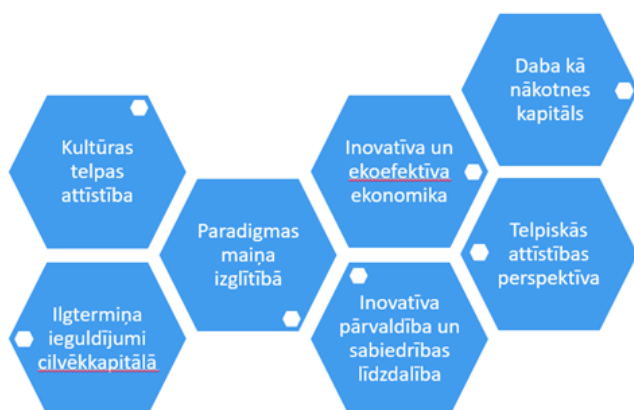 Kultūras
telpas
attīstība
Ilgtermiņa
ieguldījumi
cilvēkkapitālā
Paradigmas
maiņa
izglītībā
Inovatīva un
ekoefektīva
ekonomika
Inovatīva
pārvaldība un
sabiedrības
līdzdalība
Daba kā
nākotnes
kapitāls
Telpiskās
attīstības
perspektīva